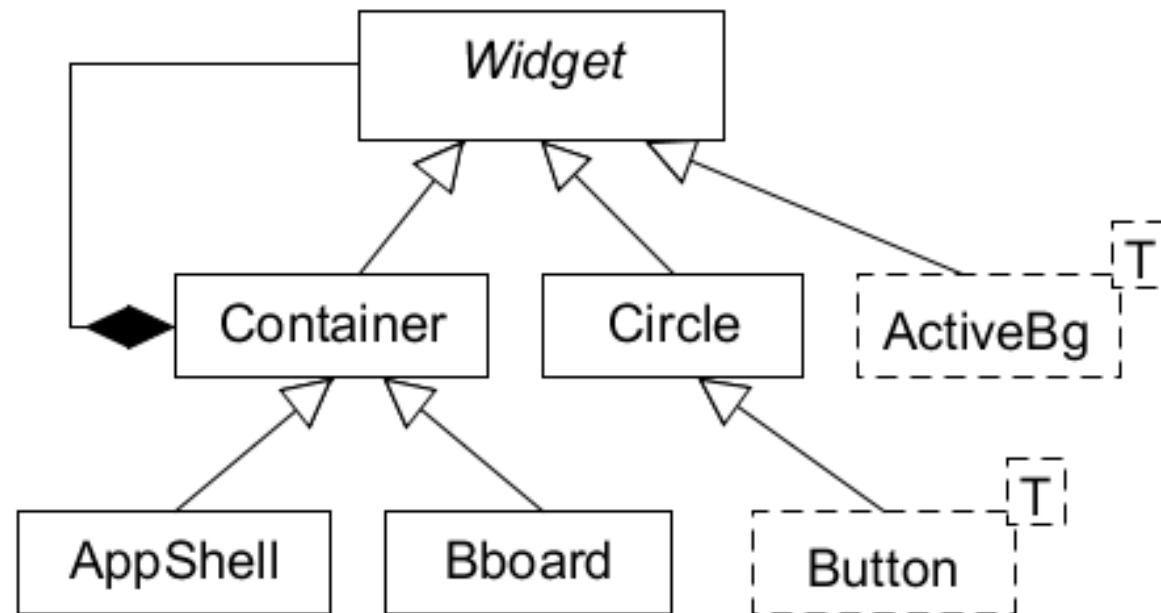 Widget
T
Container
Circle
ActiveBg
T
AppShell
Bboard
Button